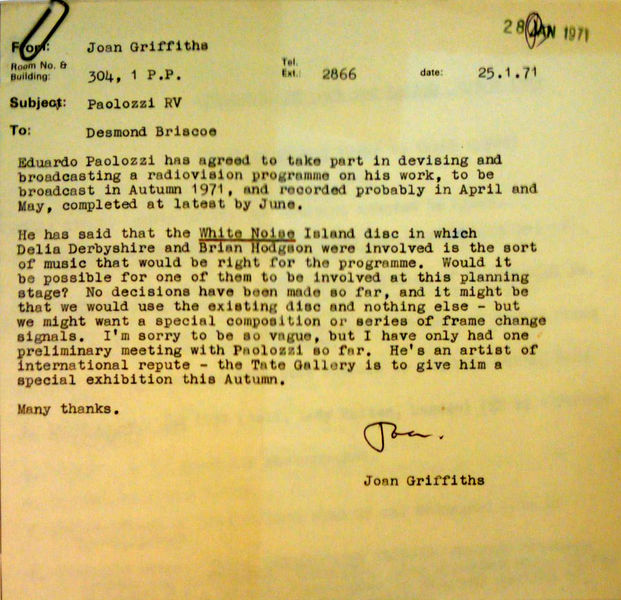 28 JAN 1971
From: Joan Griffiths
Room No. & Building: 304, 1 P.P. Tel. Ext.: 2866 date: 25.1.71
Subject: Paolozzi RV
To: Desmond Briscoe
Eduardo Paolozzi has agreed to take part in devising and
broadcasting a radiovision programme on his work, to be
broadcast in Autumn 1971, and recorded probably in April and
May, completed at latest by June.
He has said that the White Noise Island disc in which
Delia Derbyshire and Brian Hodgson were involved is the sort
of music that would be right for the programme. Would it
be possible for one of them to be involved at this planning
stage? No decisions have been made so far, and it might be
that we would use the existing disc and nothing else - but
we might want a special composition or series of frame change
signals. I'm sorry to be so vague, but I have only had one
preliminary meeting with Paolozzi so far. He's an artist of
international repute - the Tate Gallery is to give him a
special exhibition this Autumn.
Many thanks.
Joan.
Joan Griffiths